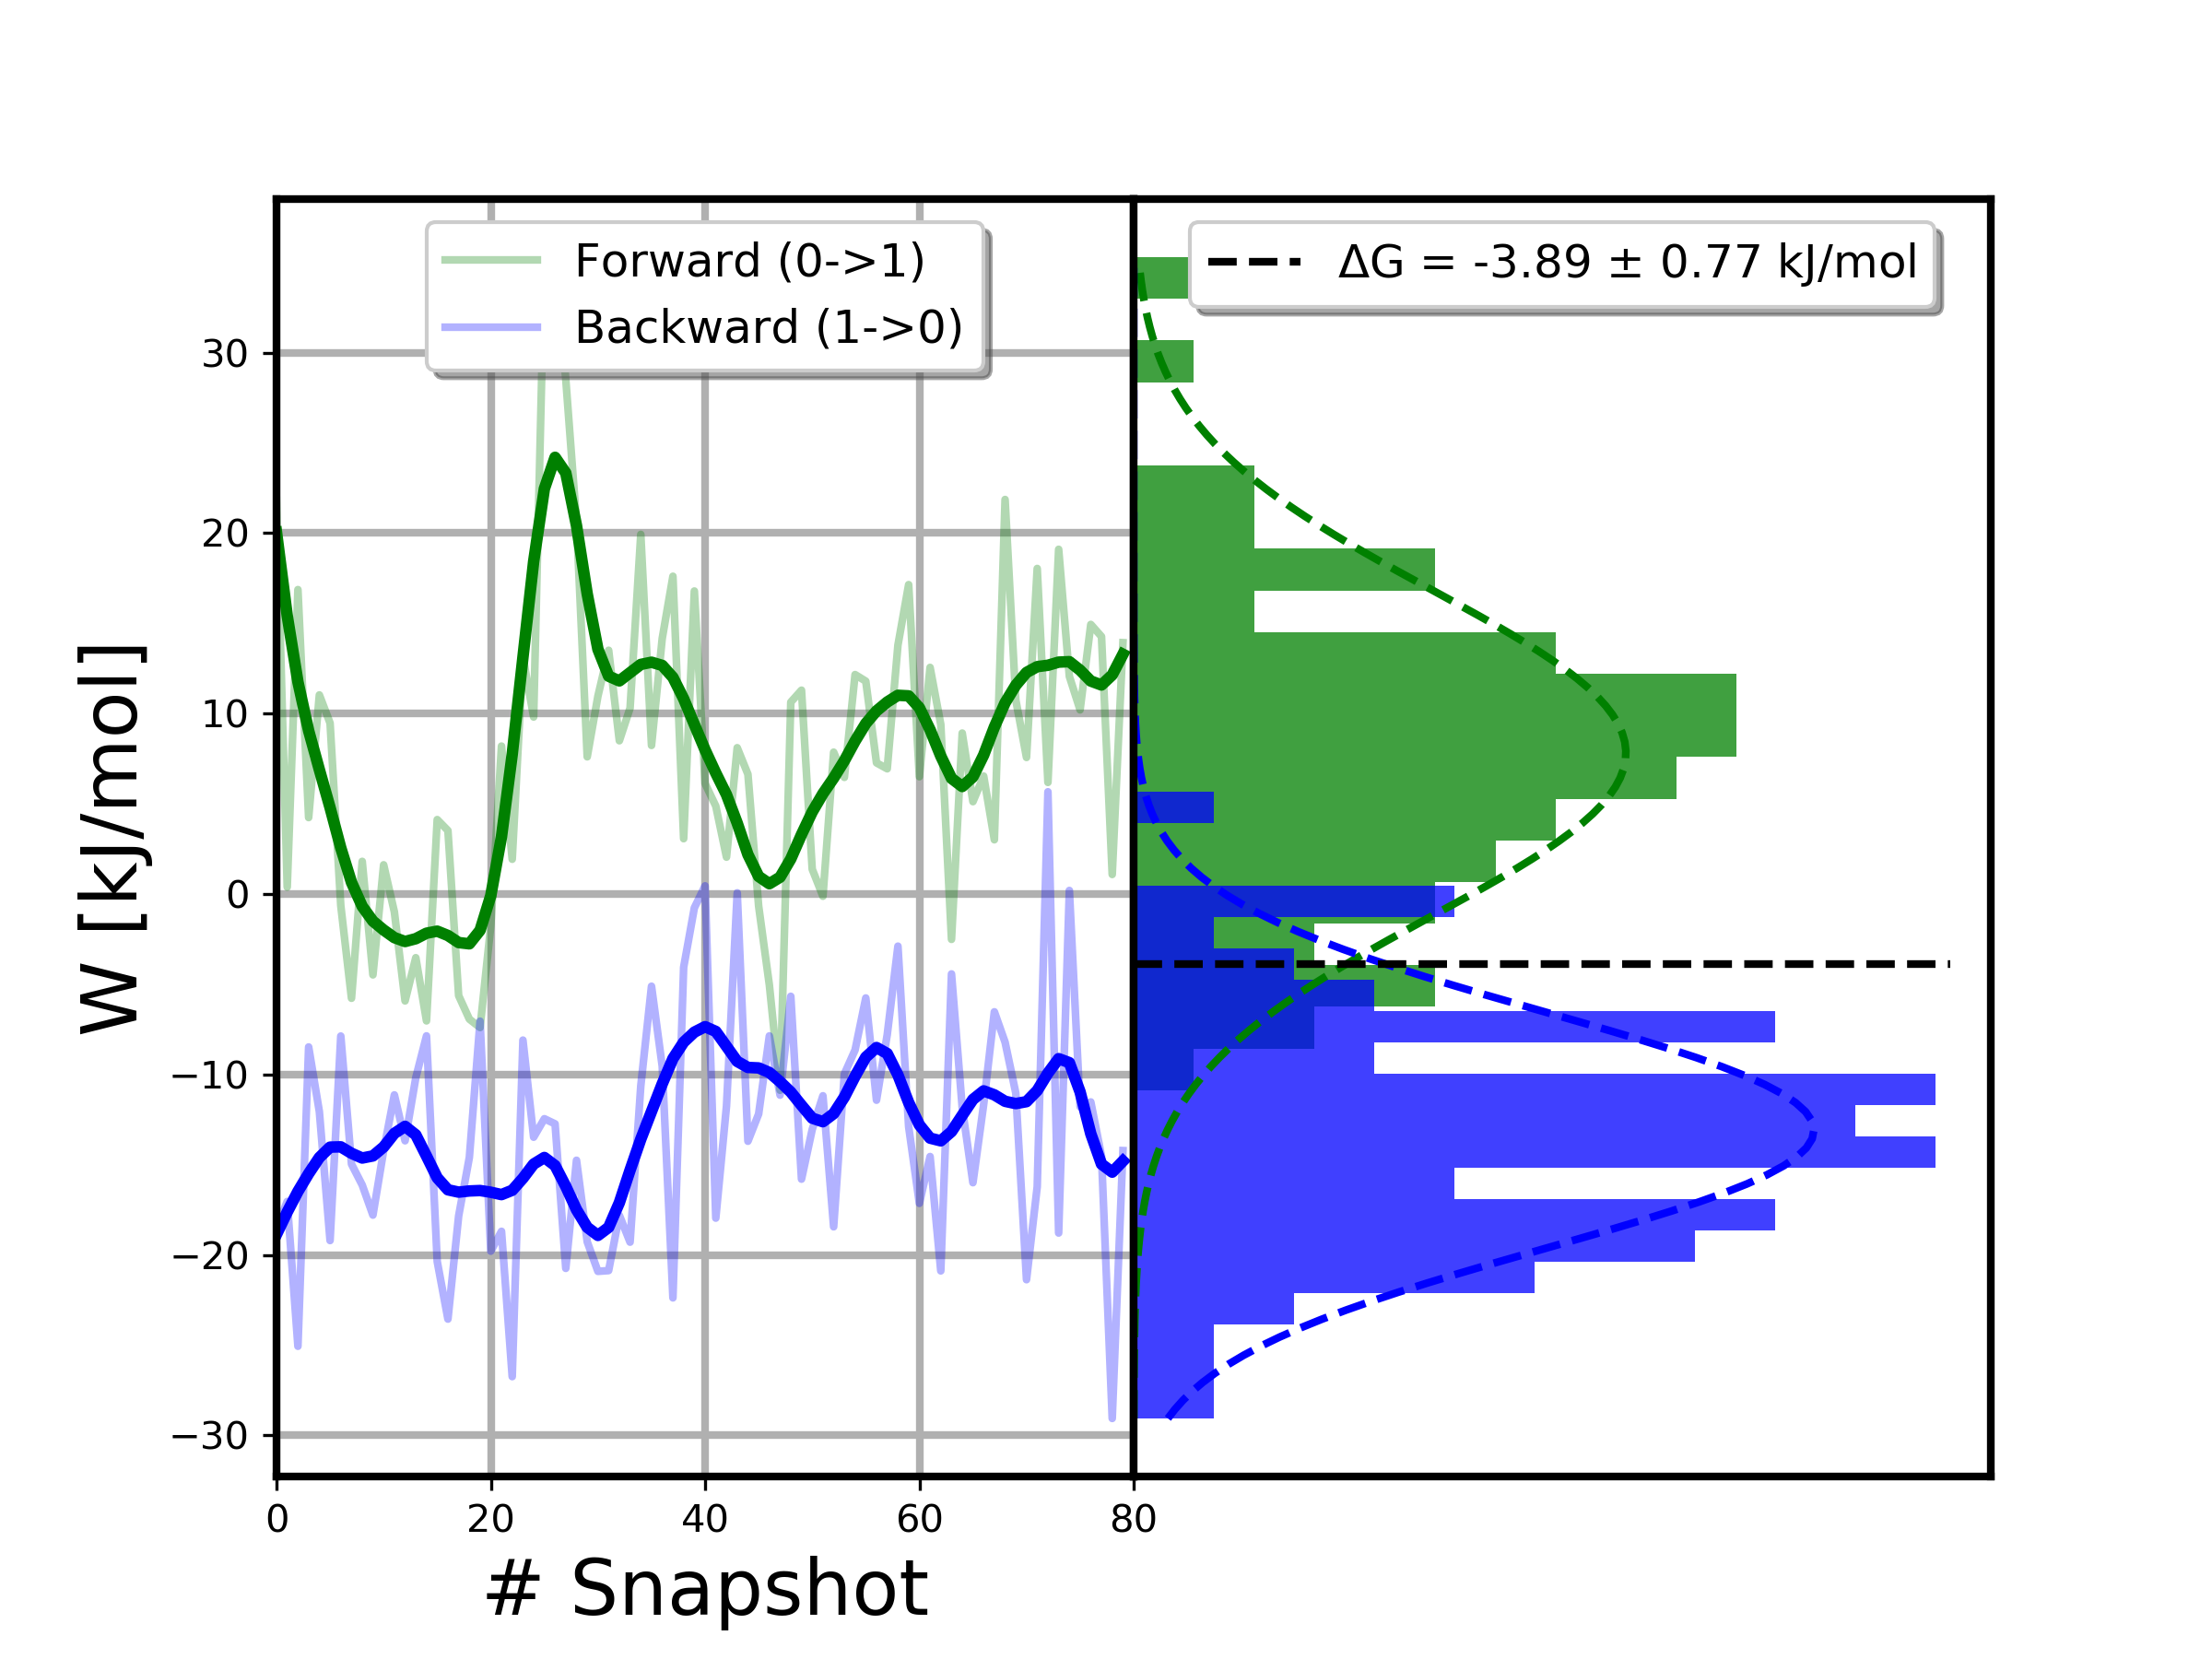 Forward (0->1)
Backward (1->0)
ΔG = -3.89 ± 0.77 kJ/mol
W [kJ/mol]
30
20
10
0
−10
−20
−30
0 20 40 60 80
# Snapshot